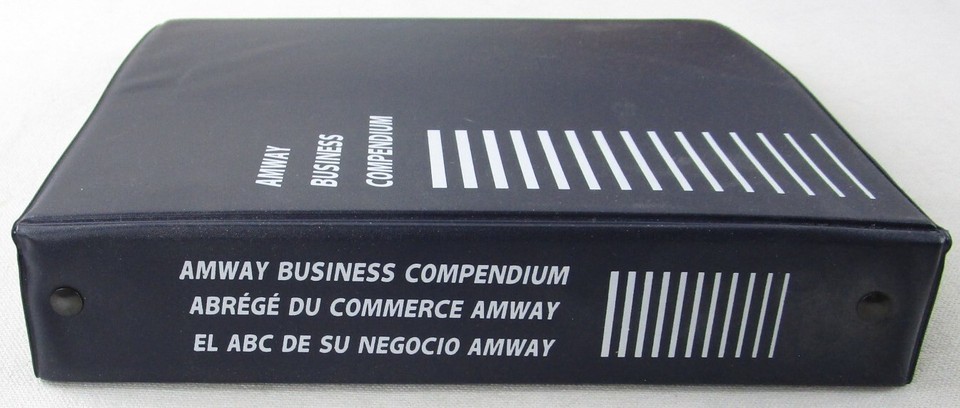 AMWAY
BUSINESS
COMPENDIUM
AMWAY BUSINESS COMPENDIUM
ABRÉGÉ DU COMMERCE AMWAY
EL ABC DE SU NEGOCIO AMWAY